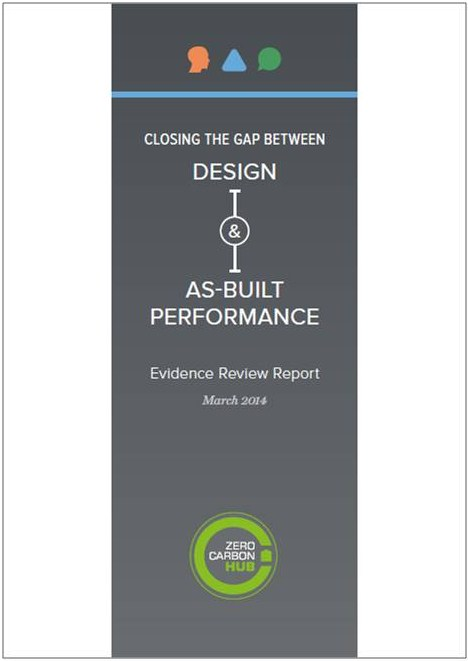 CLOSING THE GAP BETWEEN
DESIGN
&
AS-BUILT
PERFORMANCE
Evidence Review Report
March 2014
ZERO
CARBON
HUB